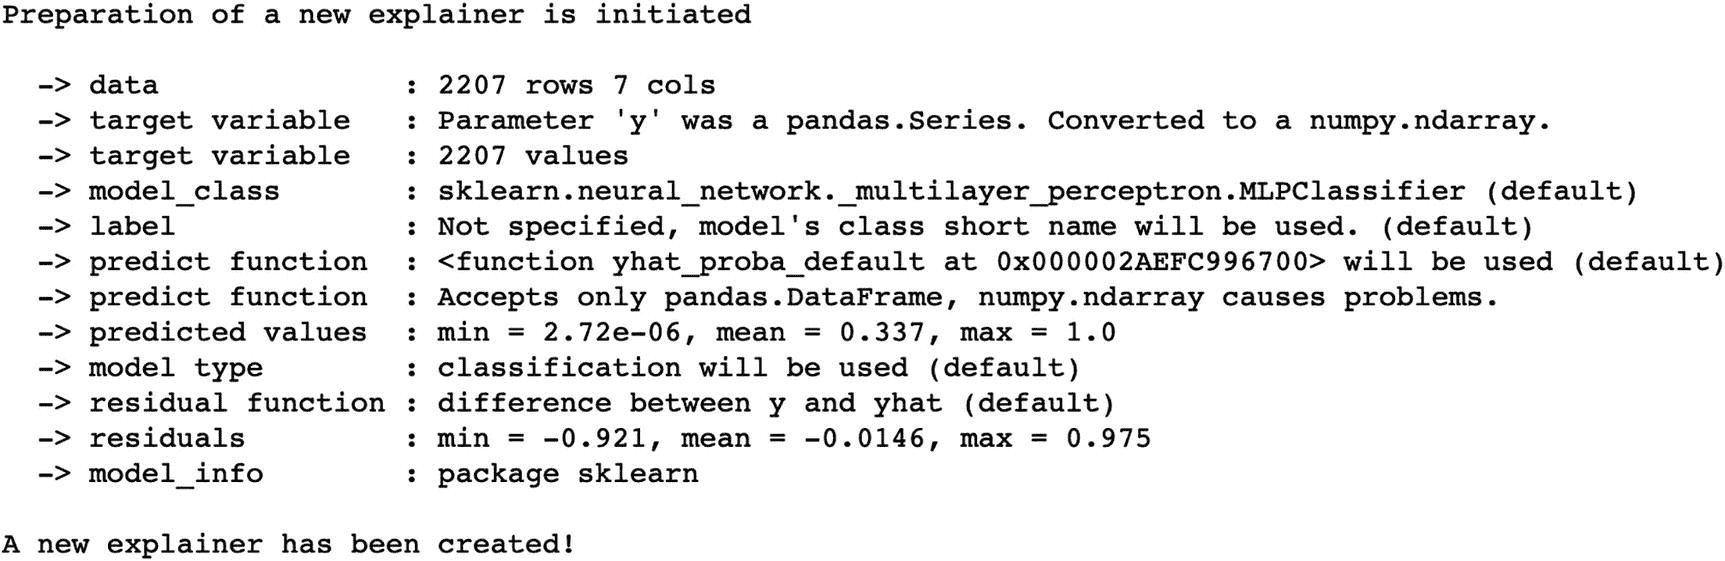 Preparation of a new explainer is initiated
-> data : 2207 rows 7 cols
-> target variable : Parameter 'y' was a pandas.Series. Converted to a numpy.ndarray.
-> target variable : 2207 values
-> model_class : sklearn.neural_network._multilayer_perceptron.MLPClassifier (default)
-> label : Not specified, model's class short name will be used. (default)
-> predict function : <function yhat_proba_default at 0x000002AEFC996700> will be used (default)
-> predict function : Accepts only pandas.DataFrame, numpy.ndarray causes problems.
-> predicted values : min = 2.72e-06, mean = 0.337, max = 1.0
-> model type : classification will be used (default)
-> residual function : difference between y and yhat (default)
-> residuals : min = -0.921, mean = -0.0146, max = 0.975
-> model_info : package sklearn
A new explainer has been created!